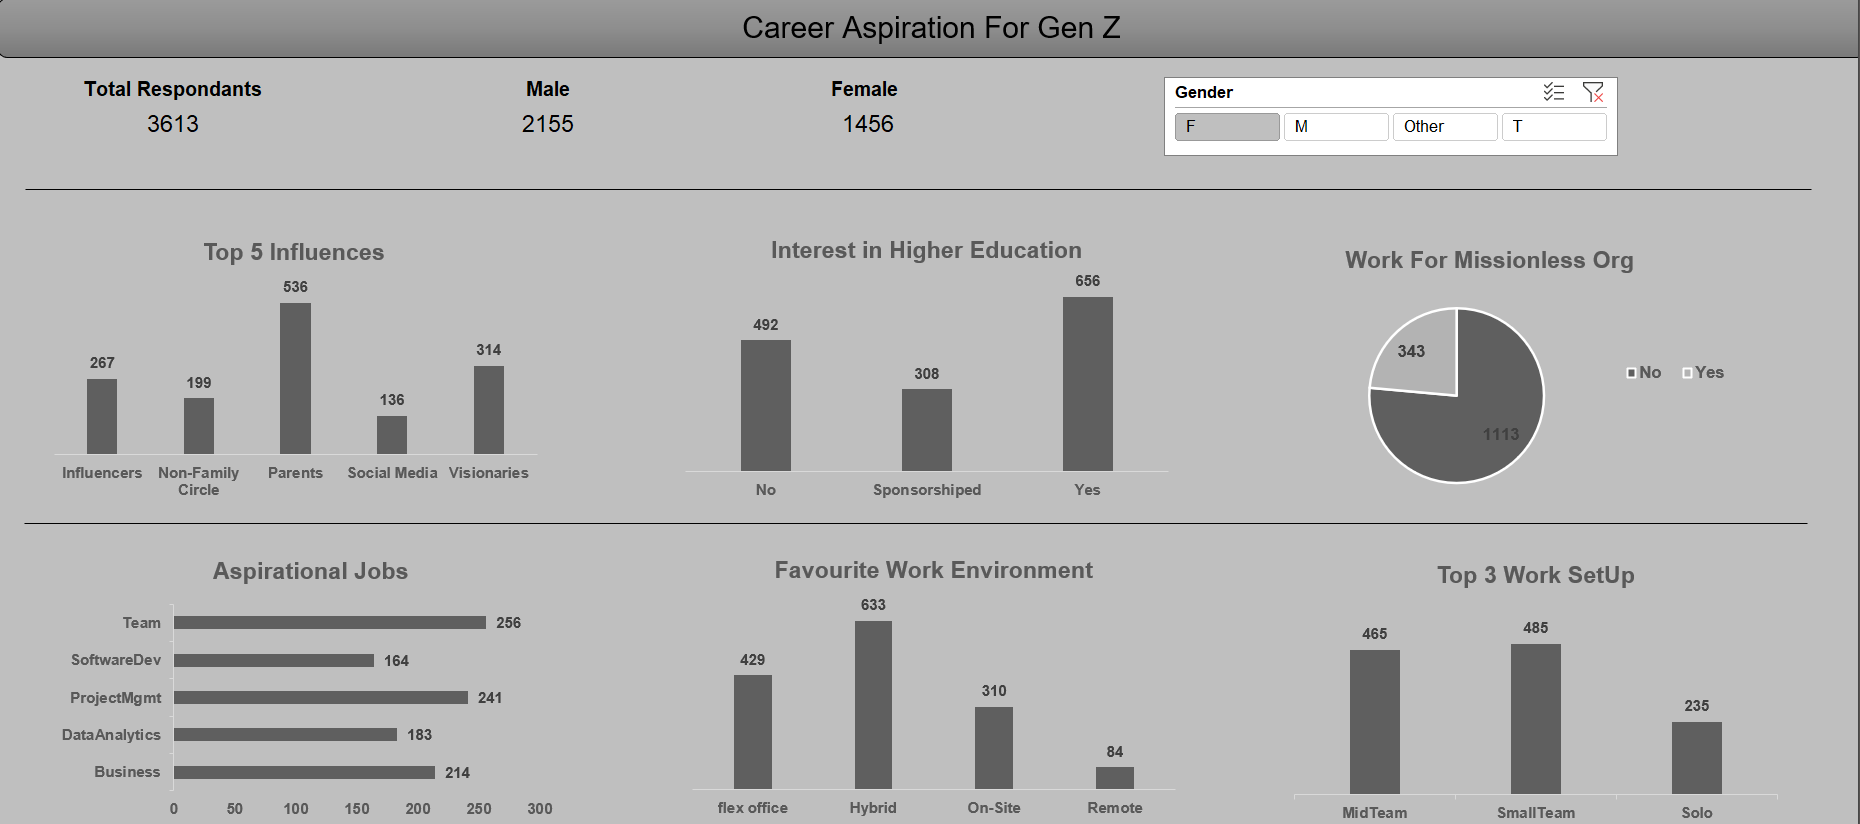 Career Aspiration For Gen Z
Total Respondants
Male
Female
3613
2155
1456
Gender
F
M
Other
T
Top 5 Influences
536
314
267
199
136
Influencers
Non-Family
Circle
Parents
Social Media
Visionaries
Interest in Higher Education
656
492
308
No
Sponsorshiped
Yes
Work For Missionless Org
343
1113
No
Yes
Aspirational Jobs
Team
256
SoftwareDev
164
ProjectMgmt
241
DataAnalytics
183
Business
214
0
50
100
150
200
250
300
Favourite Work Environment
633
429
310
84
flex office
Hybrid
On-Site
Remote
Top 3 Work SetUp
465
485
235
MidTeam
SmallTeam
Solo